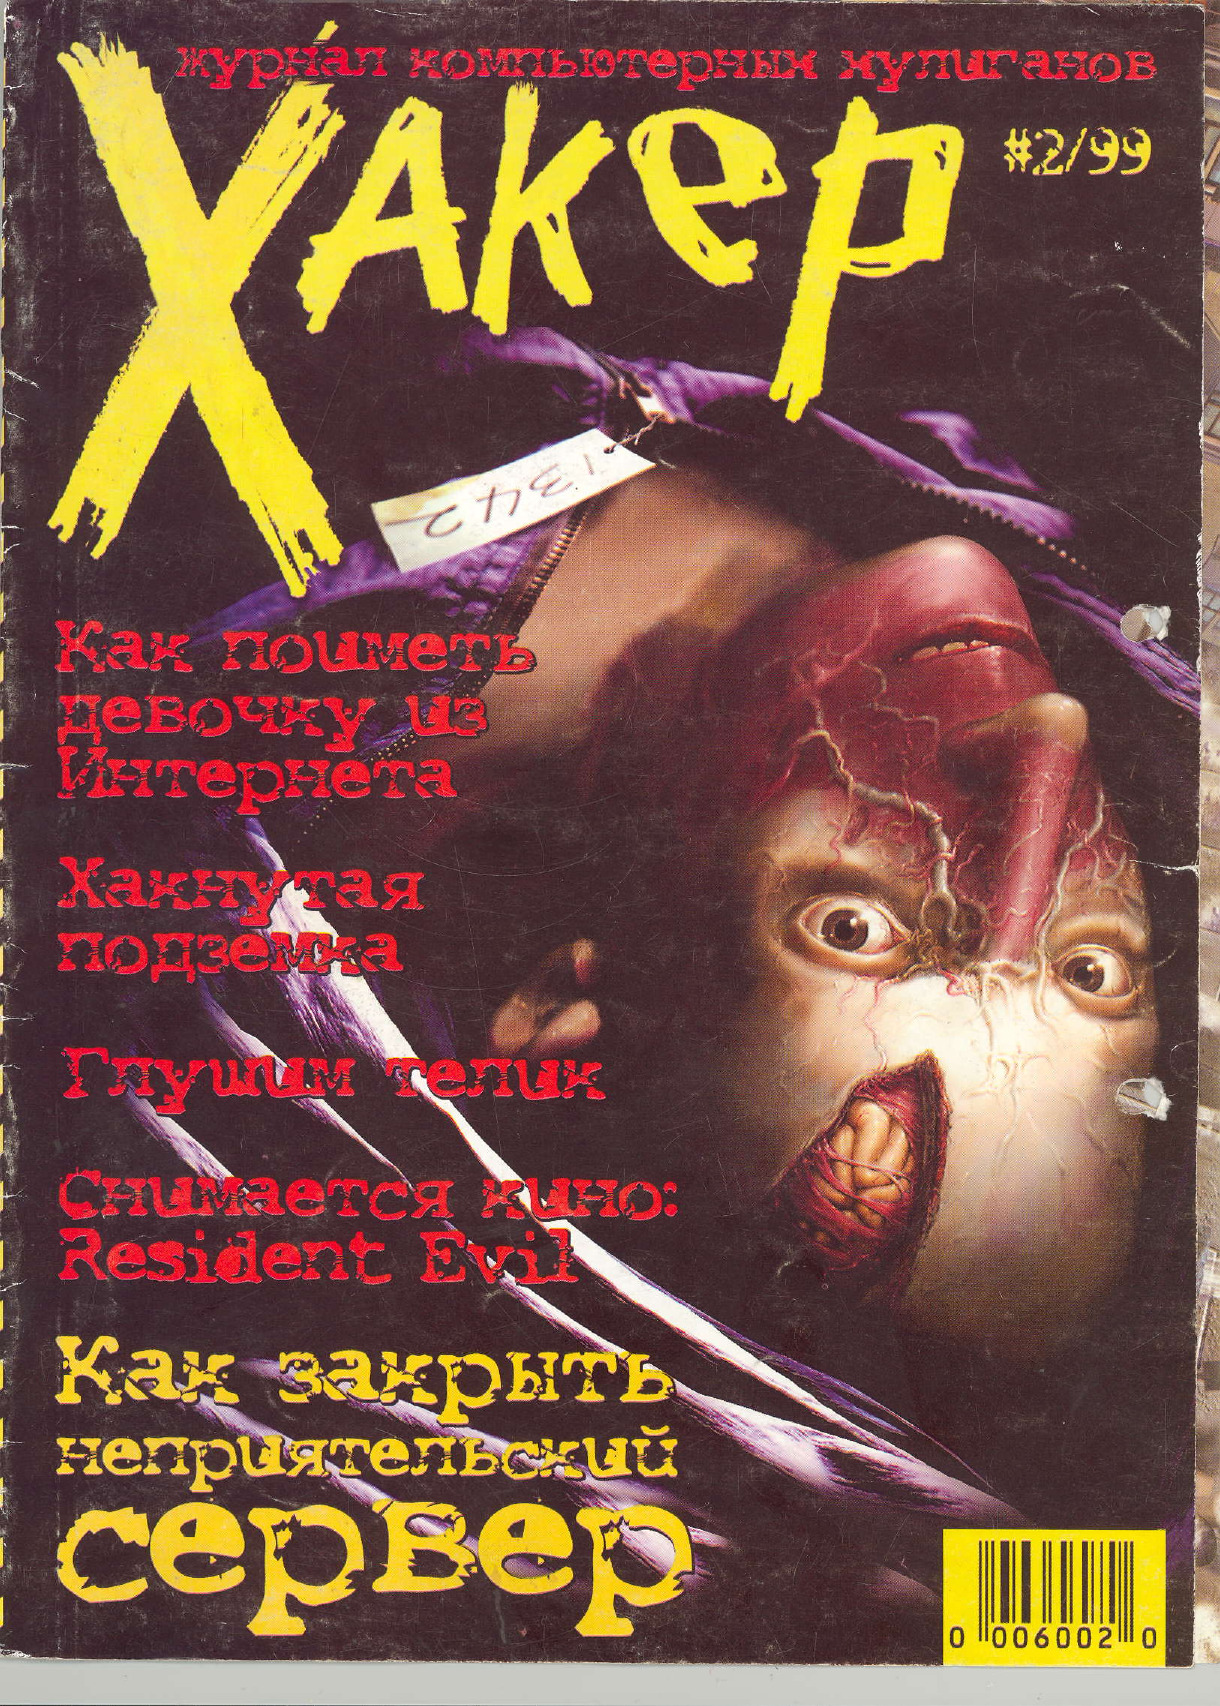 журнал компьютерных хулиганов
Хакер
#2/99
1342
Как поиметь
девочку из
Интернета
Хакнутая
подземка
Глушим телик
Снимается кино:
Resident Evil
Как закрыть
неприятельский
сервер
0 006002 0